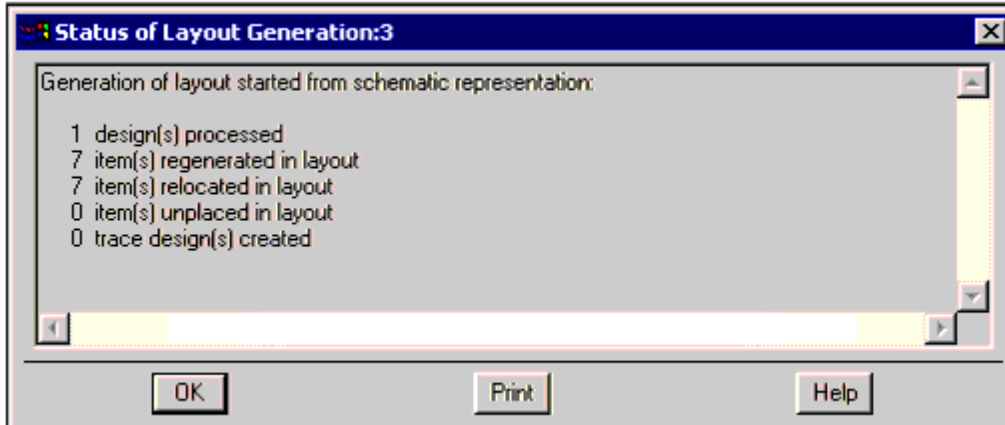 Status of Layout Generation:3
Generation of layout started from schematic representation:
1 design(s) processed
7 item(s) regenerated in layout
7 item(s) relocated in layout
0 item(s) unplaced in layout
0 trace design(s) created
OK Print Help